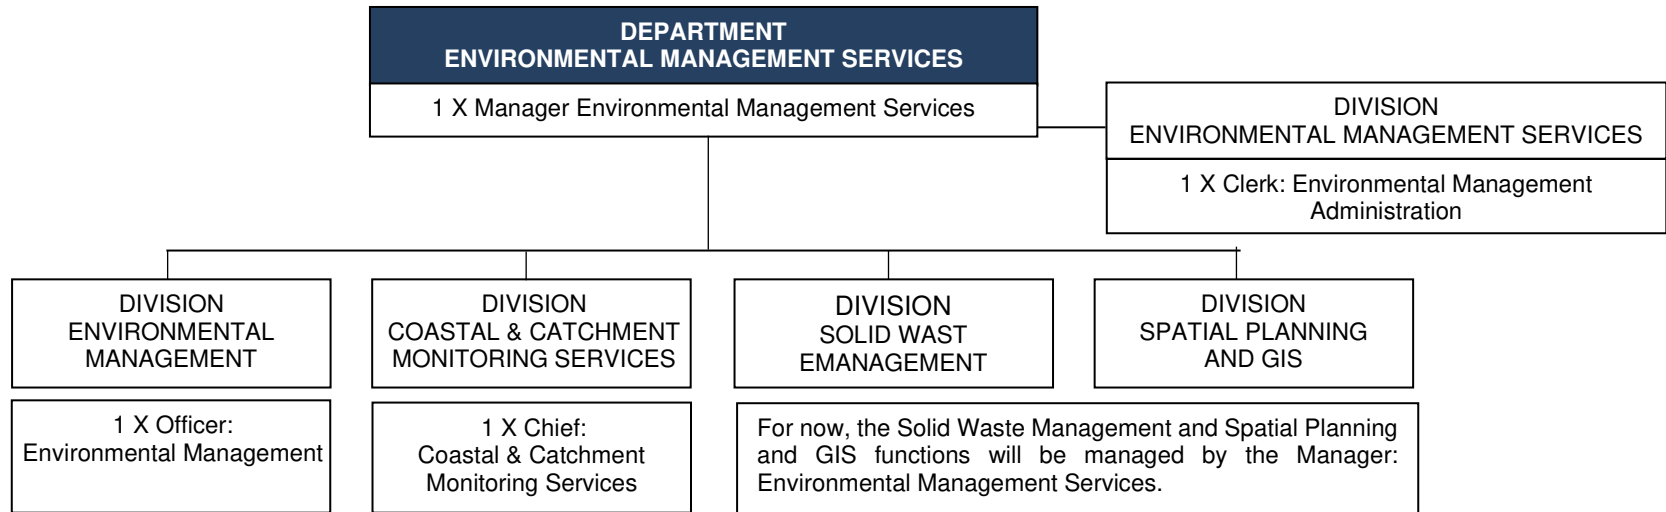 DEPARTMENT
ENVIRONMENTAL MANAGEMENT SERVICES
1 X Manager Environmental Management Services
DIVISION
ENVIRONMENTAL MANAGEMENT SERVICES
1 X Clerk: Environmental Management
Administration
DIVISION
ENVIRONMENTAL
MANAGEMENT
1 X Officer:
Environmental Management
DIVISION
COASTAL & CATCHMENT
MONITORING SERVICES
1 X Chief:
Coastal & Catchment
Monitoring Services
DIVISION
SOLID WAST
EMANAGEMENT
DIVISION
SPATIAL PLANNING
AND GIS
For now, the Solid Waste Management and Spatial Planning
and GIS functions will be managed by the Manager:
Environmental Management Services.